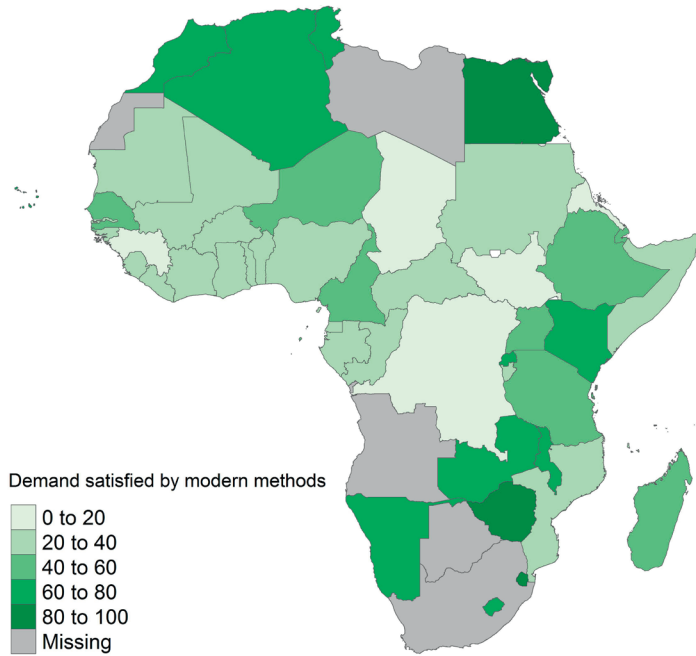 Demand satisfied by modern methods
0 to 20
20 to 40
40 to 60
60 to 80
80 to 100
Missing